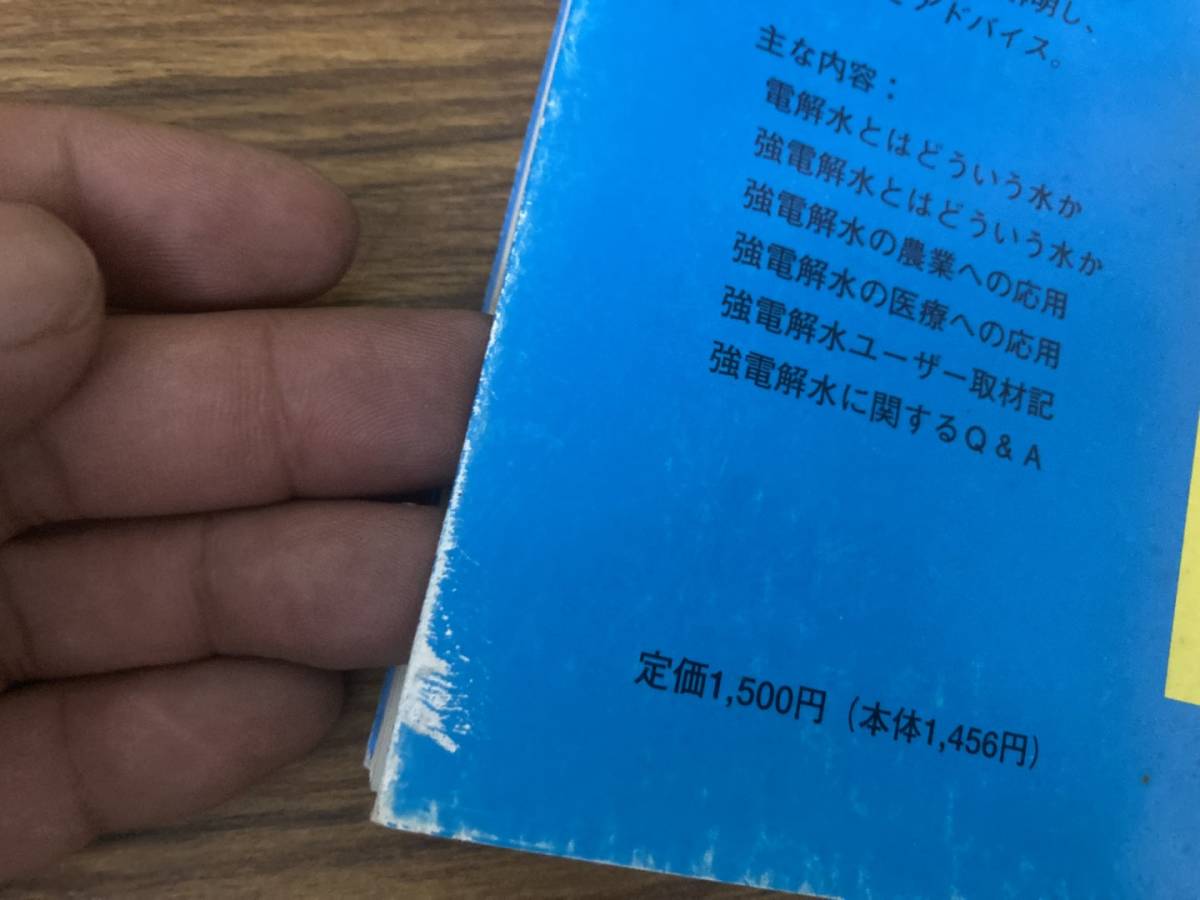 明し、
アドバイス。
主な内容：
電解水とはどういう水か
強電解水とはどういう水か
強電解水の農業への応用
強電解水の医療への応用
強電解水ユーザー取材記
強電解水に関するQ＆A
定価1,500円（本体1,456円）